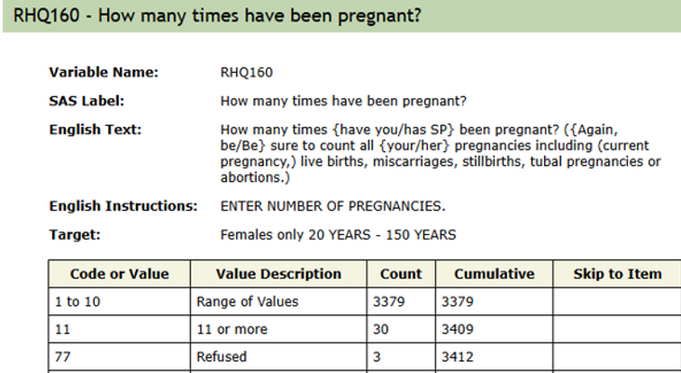 RHQ160 - How many times have been pregnant?
Variable Name: RHQ160
SAS Label: How many times have been pregnant?
English Text: How many times {have you/has SP} been pregnant? ({Again,
be/Be} sure to count all {your/her} pregnancies including (current
pregnancy,) live births, miscarriages, stillbirths, tubal pregnancies or
abortions.)
English Instructions: ENTER NUMBER OF PREGNANCIES.
Target: Females only 20 YEARS - 150 YEARS
Code or Value Value Description Count Cumulative Skip to Item
1 to 10 Range of Values 3379 3379
11 11 or more 30 3409
77 Refused 3 3412